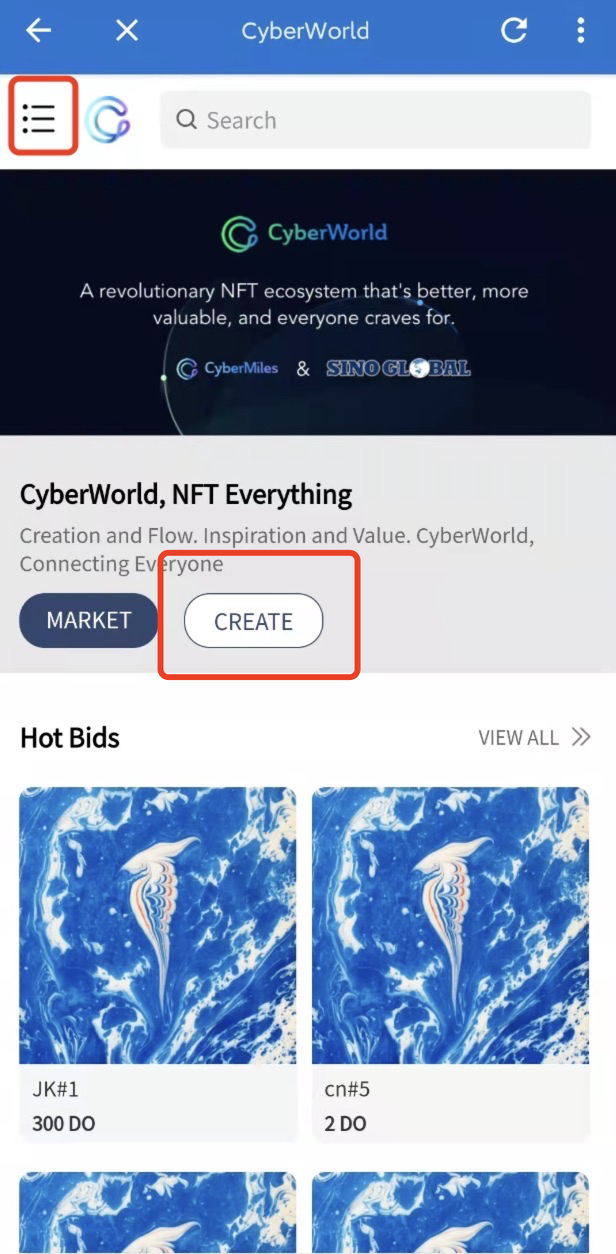 CyberWorld
Search
CyberWorld
A revolutionary NFT ecosystem that's better, more
valuable, and everyone craves for.
CyberMiles & SINO GLOBAL
CyberWorld, NFT Everything
Creation and Flow. Inspiration and Value. CyberWorld,
Connecting Everyone
MARKET CREATE
Hot Bids VIEW ALL
JK#1 cn#5
300 DO 2 DO